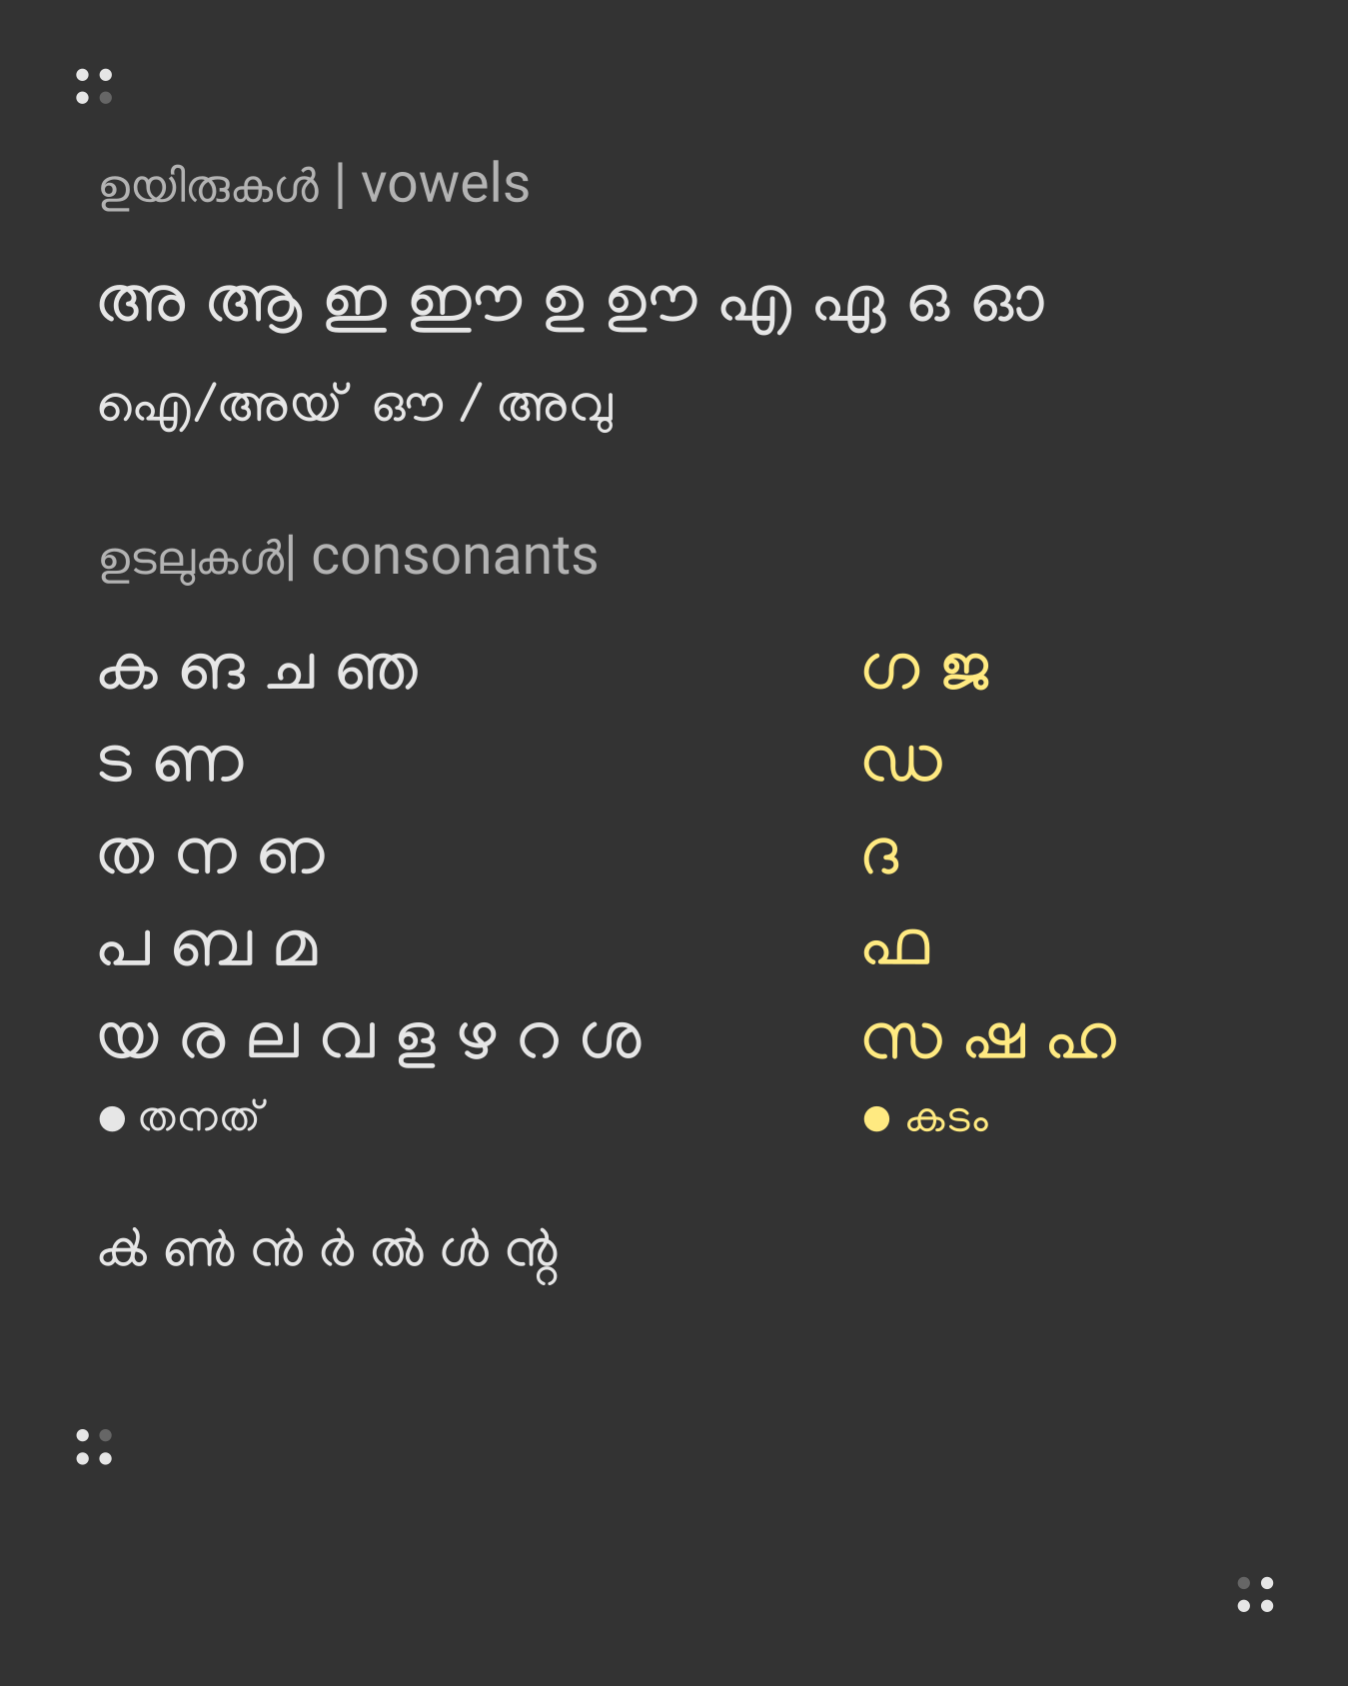 ഉയിരുകൾ | vowels
അ ആ ഇ ഈ ഉ ഊ എ ഏ ഒ ഓ
ഐ/അയ് ഔ / അവു
ഉടലുകൾ| consonants
ക ങ ച ഞ ഗ ജ
ട ണ ഡ
ത ന ഩ ദ
പ ബ മ ഫ
യ ര ല വ ള ഴ റ ശ സ ഷ ഹ
തനത് കടം
ൿ ൺ ൻ ർ ൽ ൾ ന്റ